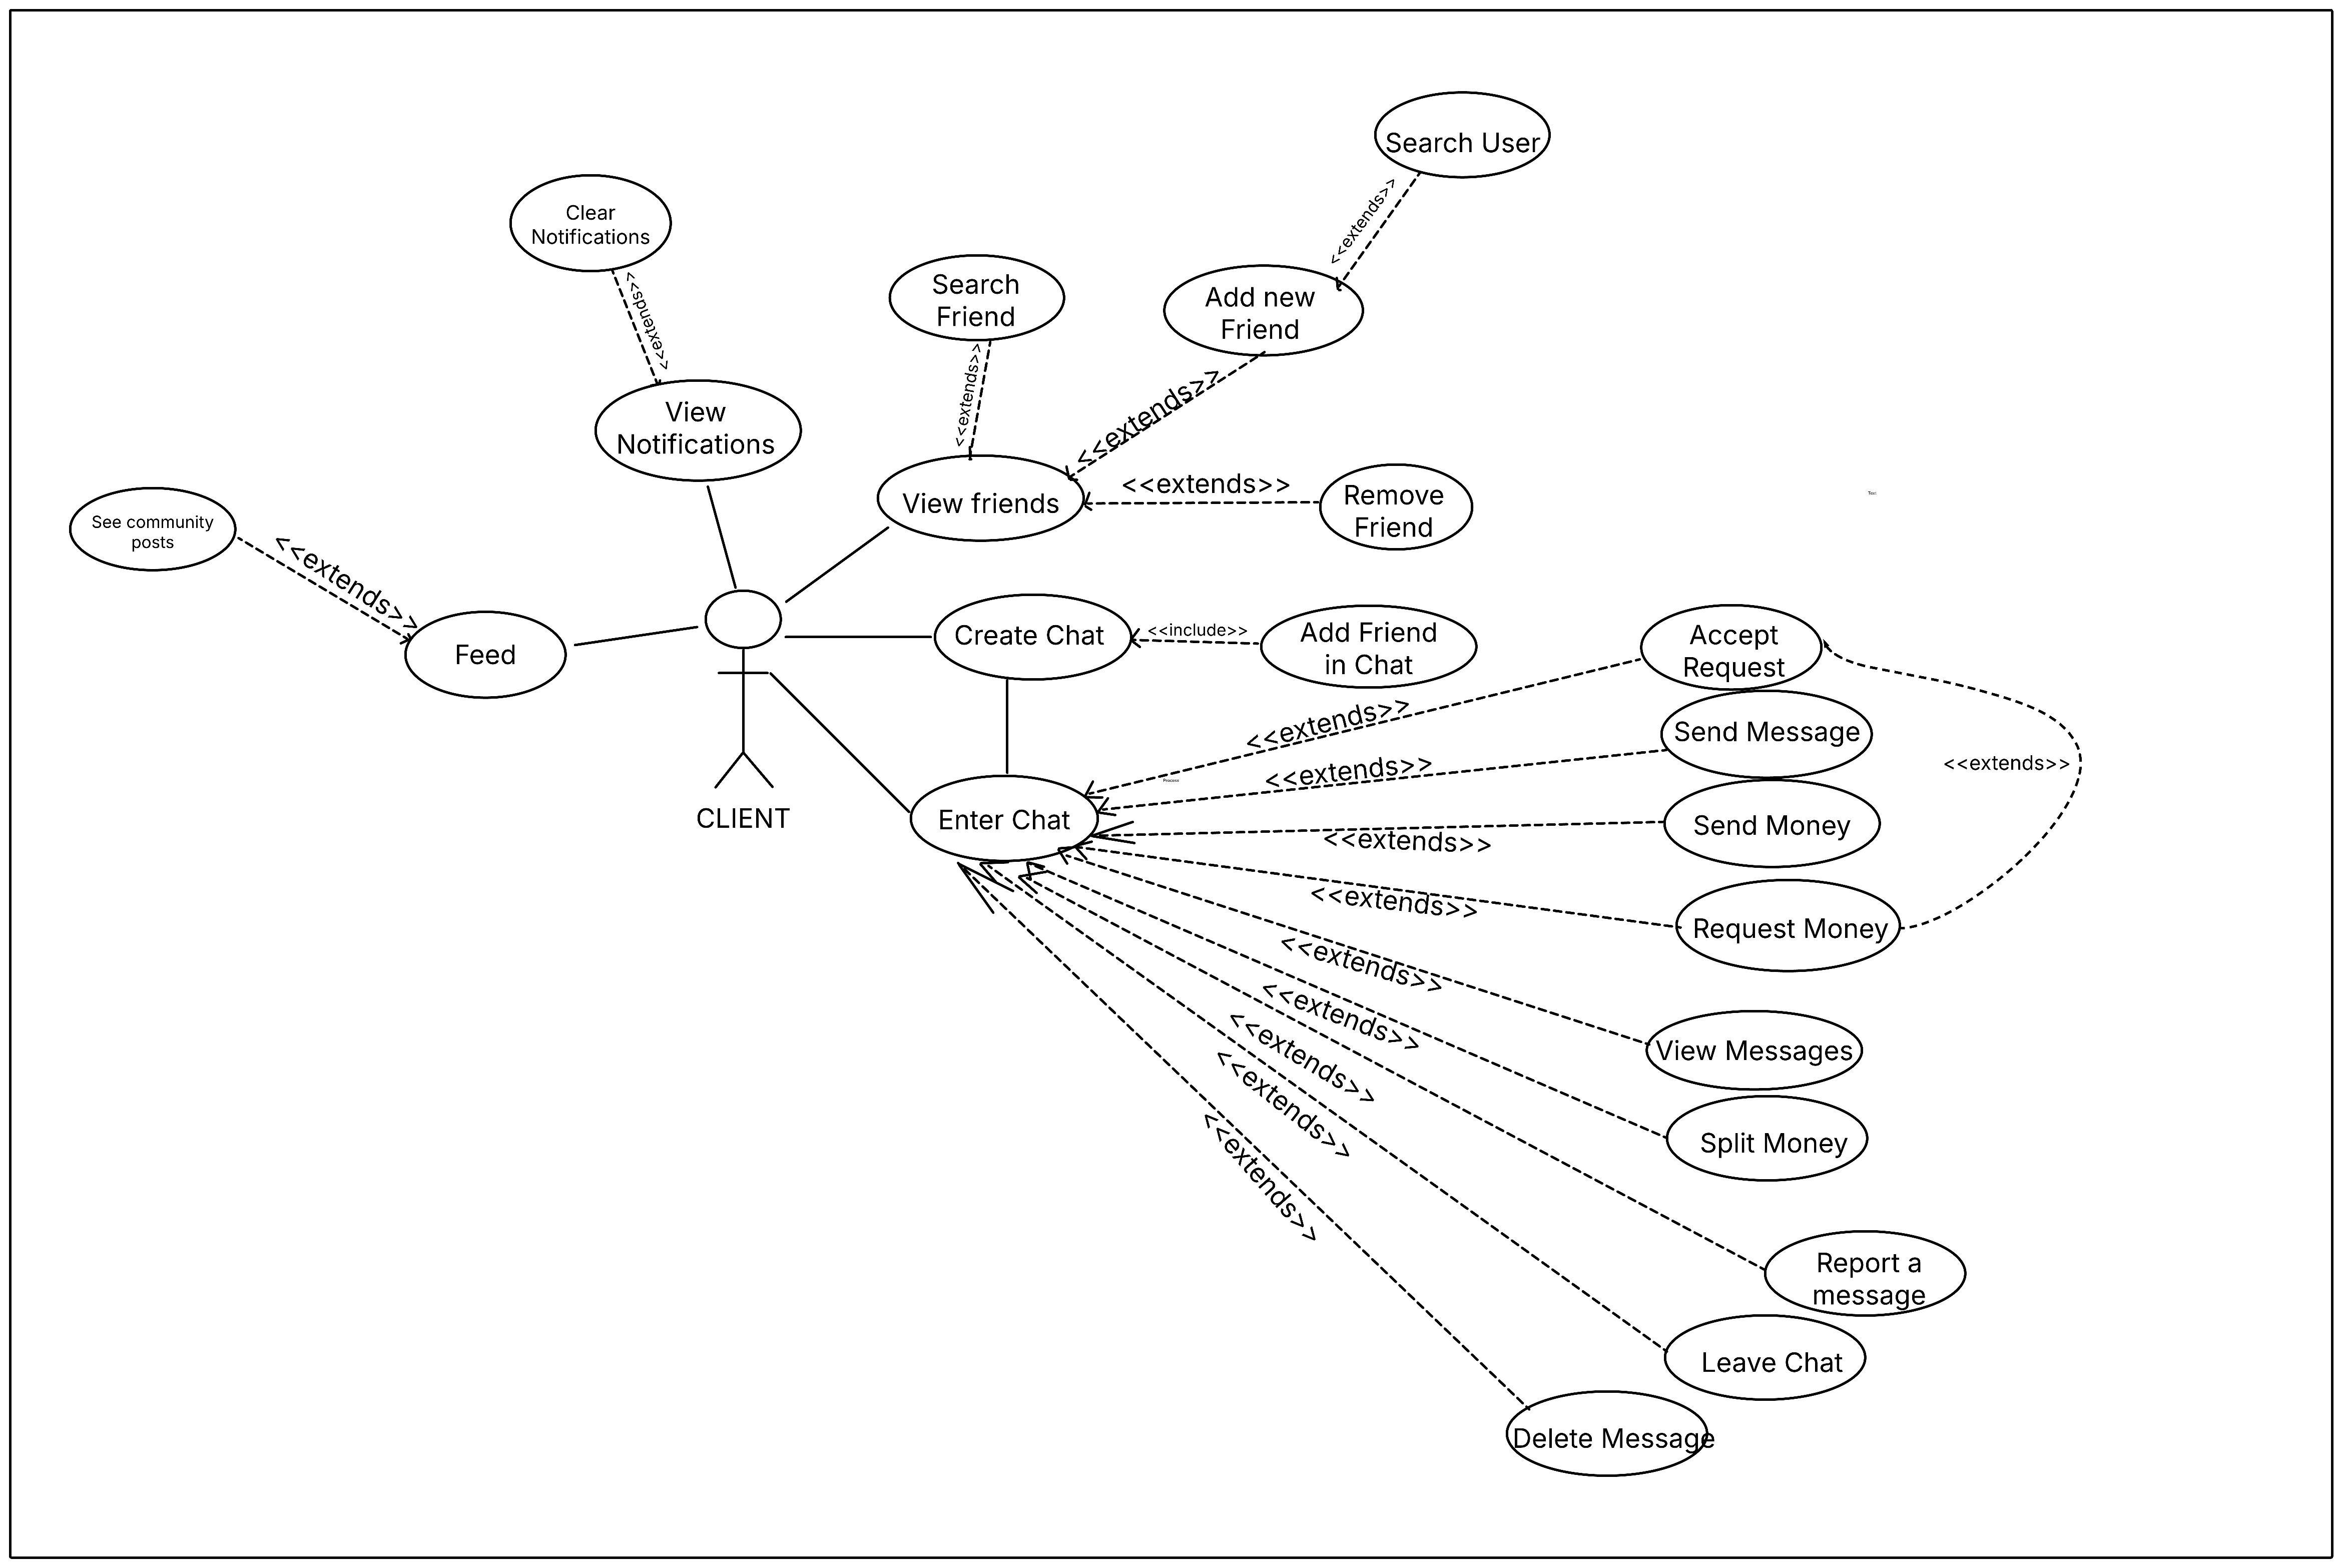 Search User
<<extends>>
Clear
Notifications
<<extends>>
Search
Friend
<<extends>>
Add new
Friend
<<extends>>
View
Notifications
View friends
<<extends>>
Remove
Friend
Text
See community
posts
<<extends>>
Feed
Create Chat
<<include>>
Add Friend
in Chat
Accept
Request
<<extends>>
Send Message
<<extends>>
<<extends>>
Process
CLIENT
Enter Chat
Send Money
<<extends>>
Request Money
<<extends>>
View Messages
<<extends>>
Split Money
<<extends>>
<<extends>>
<<extends>>
<<extends>>
Report a
message
Leave Chat
Delete Message